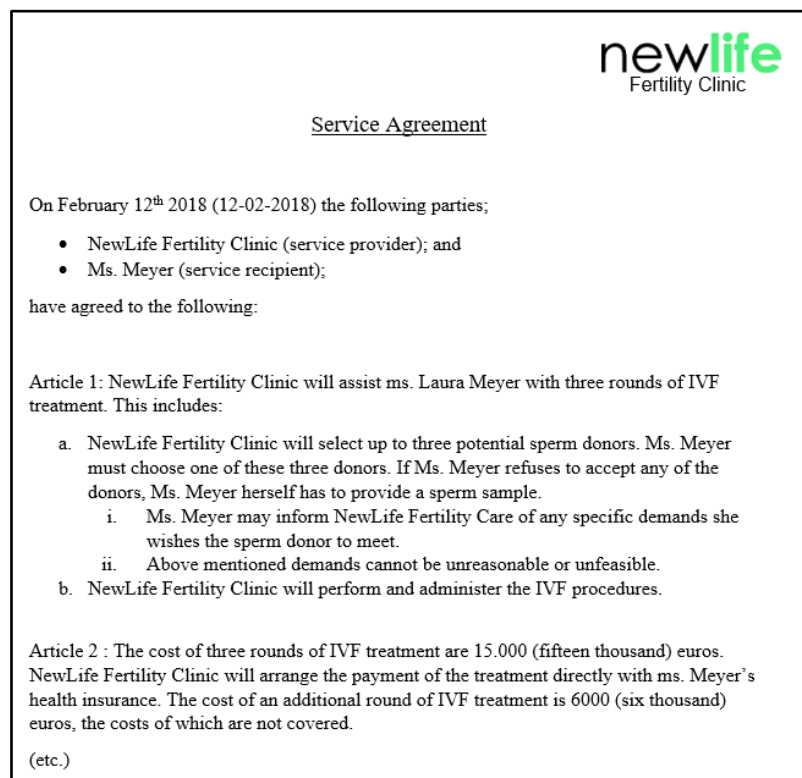 newlife
Fertility Clinic
Service Agreement
On February 12th 2018 (12-02-2018) the following parties;
• NewLife Fertility Clinic (service provider); and
• Ms. Meyer (service recipient);
have agreed to the following:
Article 1: NewLife Fertility Clinic will assist ms. Laura Meyer with three rounds of IVF
treatment. This includes:
a. NewLife Fertility Clinic will select up to three potential sperm donors. Ms. Meyer
must choose one of these three donors. If Ms. Meyer refuses to accept any of the
donors, Ms. Meyer herself has to provide a sperm sample.
i. Ms. Meyer may inform NewLife Fertility Care of any specific demands she
wishes the sperm donor to meet.
ii. Above mentioned demands cannot be unreasonable or unfeasible.
b. NewLife Fertility Clinic will perform and administer the IVF procedures.
Article 2 : The cost of three rounds of IVF treatment are 15.000 (fifteen thousand) euros.
NewLife Fertility Clinic will arrange the payment of the treatment directly with ms. Meyer's
health insurance. The cost of an additional round of IVF treatment is 6000 (six thousand)
euros, the costs of which are not covered.
(etc.)